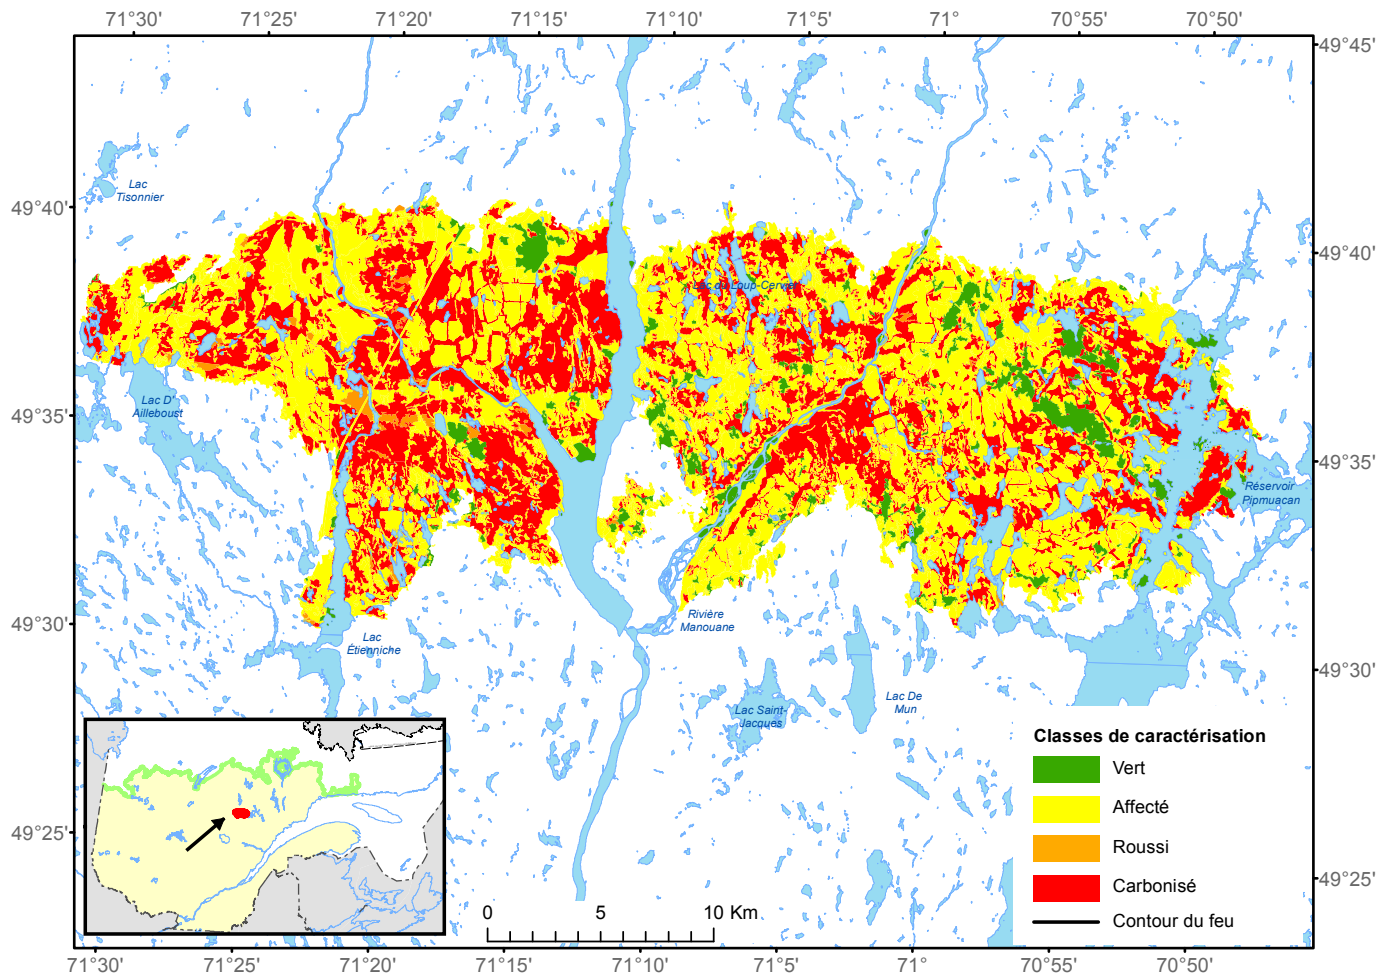 71°30' 71°25' 71°20' 71°15' 71°10' 71°5' 71° 70°55' 70°50'
49°45'
Lac
Tisonnier
49°40'
49°40'
Lac du Loup-Cervier
Lac D'
Ailleboust
49°35'
49°35'
Réservoir
Pipmuacan
Rivière
Manouane
49°30'
Lac
Étienniche
49°30'
Lac De
Mun
Lac Saint-
Jacques
Classes de caractérisation
Vert
Affecté
Roussi
Carbonisé
Contour du feu
49°25'
49°25'
0 5 10 Km
71°30' 71°25' 71°20' 71°15' 71°10' 71°5' 71° 70°55' 70°50'